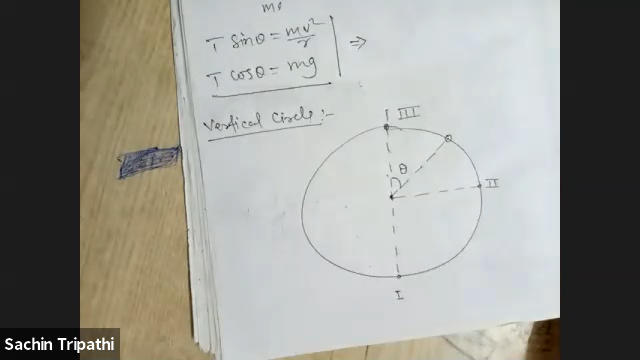 T sinθ = mv²/r ⇒
T cosθ = mg
Vertical Circle :-
III
θ
II
I
Sachin Tripathi